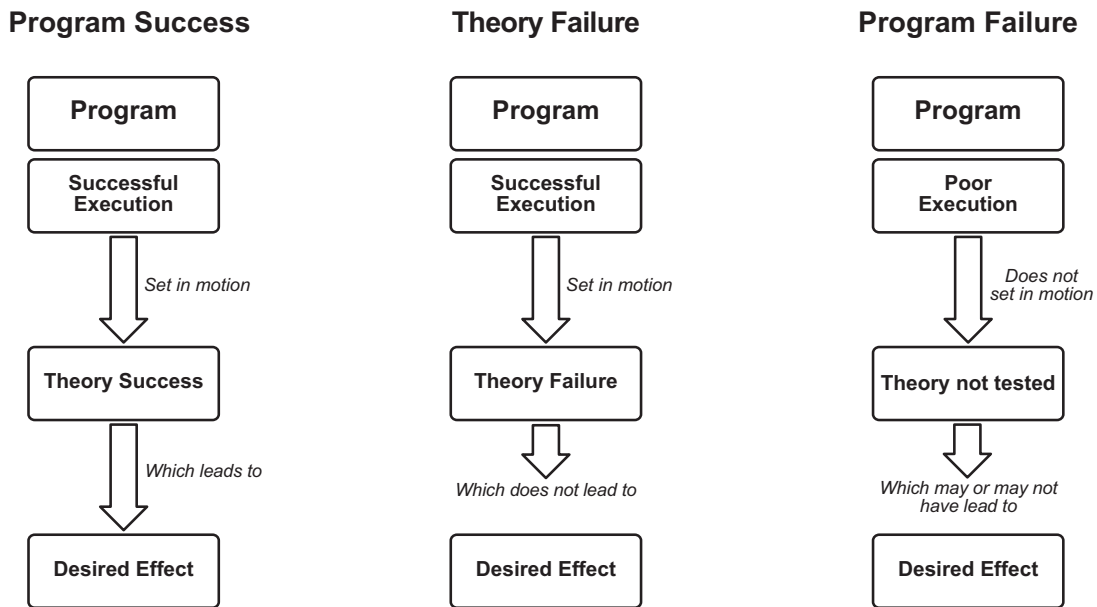 Program Success
Program
Successful
Execution
Set in motion
Theory Success
Which leads to
Desired Effect
Theory Failure
Program
Successful
Execution
Set in motion
Theory Failure
Which does not lead to
Desired Effect
Program Failure
Program
Poor
Execution
Does not
set in motion
Theory not tested
Which may or may not
have lead to
Desired Effect